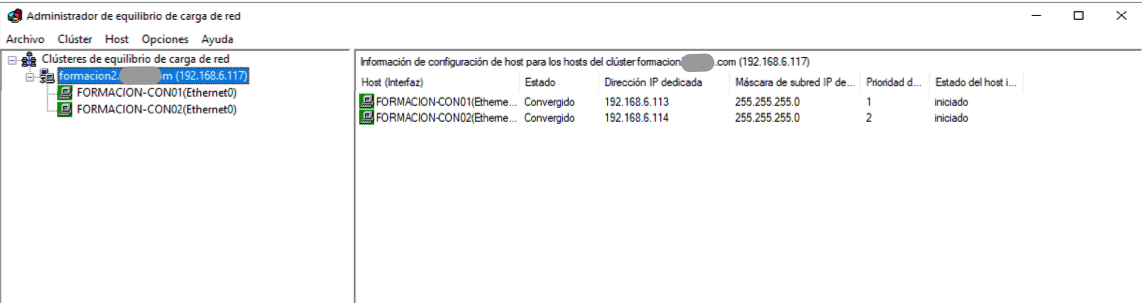 Administrador de equilibrio de carga de red
Archivo Clúster Host Opciones Ayuda
Clústeres de equilibrio de carga de red
formacion2. m (192.168.6.117)
FORMACION-CON01(Ethernet0)
FORMACION-CON02(Ethernet0)
Información de configuración de host para los hosts del clúster formacion .com (192.168.6.117)
Host (Interfaz) Estado Dirección IP dedicada Máscara de subred IP de... Prioridad d... Estado del host i...
FORMACION-CON01(Etheme... Convergido 192.168.6.113 255.255.255.0 1 iniciado
FORMACION-CON02(Etheme... Convergido 192.168.6.114 255.255.255.0 2 iniciado